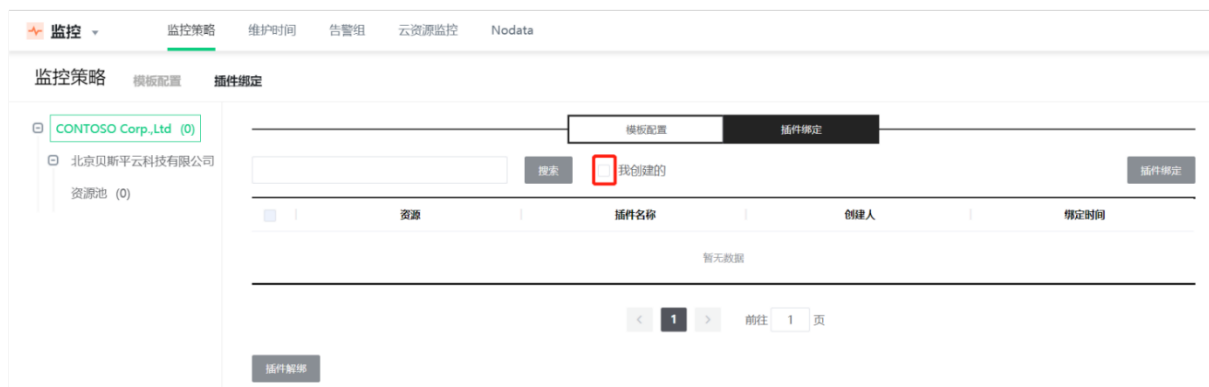 监控 监控策略 维护时间 告警组 云资源监控 Nodata
监控策略 模板配置 插件绑定
CONTOSO Corp.,Ltd (0)
北京贝斯平云科技有限公司
资源池 (0)
模板配置 插件绑定
搜索 我创建的 插件绑定
资源 插件名称 创建人 绑定时间
暂无数据
< 1 > 前往 1 页
插件解绑